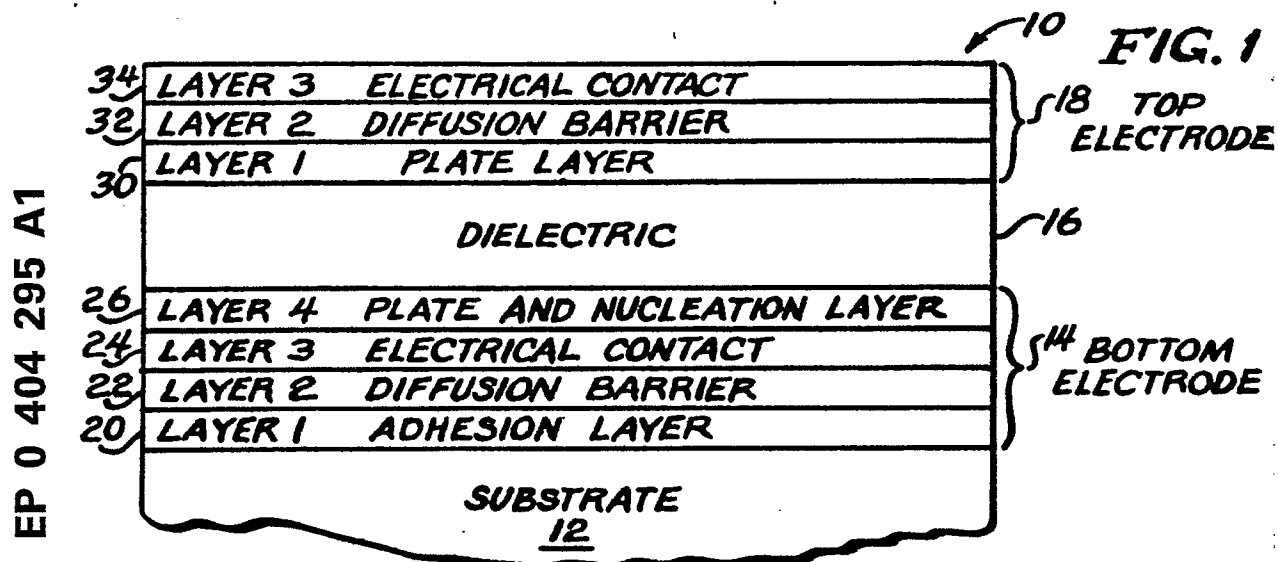 10
FIG. 1
34 LAYER 3 ELECTRICAL CONTACT
32 LAYER 2 DIFFUSION BARRIER
30 LAYER 1 PLATE LAYER
18 TOP
ELECTRODE
DIELECTRIC
16
26 LAYER 4 PLATE AND NUCLEATION LAYER
24 LAYER 3 ELECTRICAL CONTACT
22 LAYER 2 DIFFUSION BARRIER
20 LAYER 1 ADHESION LAYER
14 BOTTOM
ELECTRODE
SUBSTRATE
12
EP 0 404 295 A1